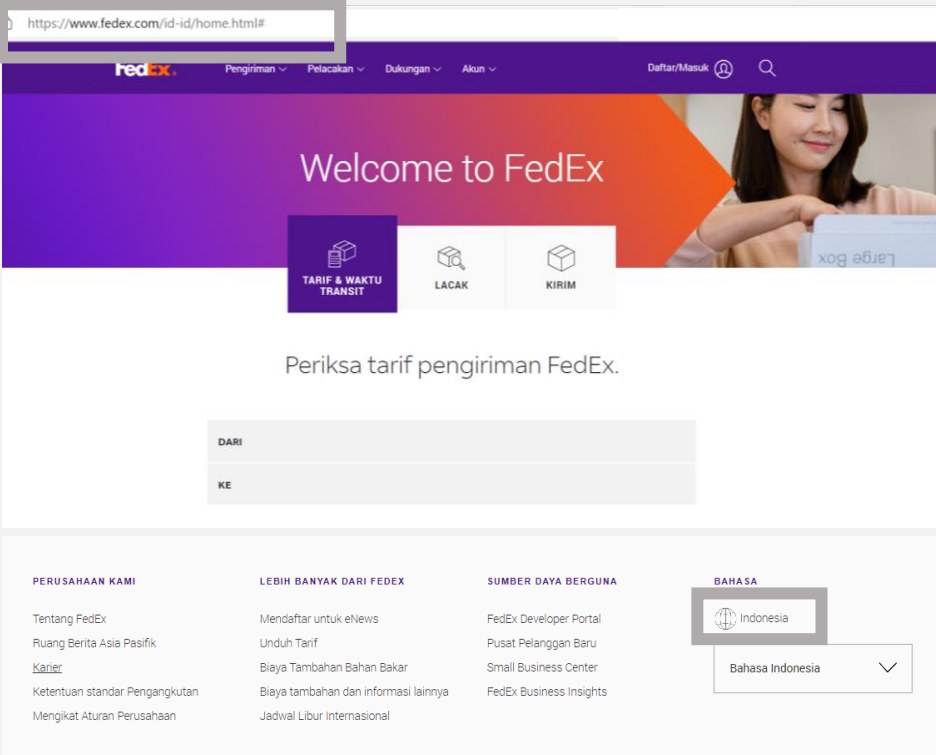 https://www.fedex.com/id-id/home.html#
FedEx.
Pengiriman
Pelacakan
Dukungan
Akun
Daftar/Masuk
Welcome to FedEx
Large Box
TARIF & WAKTU
TRANSIT
LACAK
KIRIM
Periksa tarif pengiriman FedEx.
DARI
KE
PERUSAHAAN KAMI
Tentang FedEx
Ruang Berita Asia Pasifik
Karier
Ketentuan standar Pengangkutan
Mengikat Aturan Perusahaan
LEBIH BANYAK DARI FEDEX
Mendaftar untuk eNews
Unduh Tarif
Biaya Tambahan Bahan Bakar
Biaya tambahan dan informasi lainnya
Jadwal Libur Internasional
SUMBER DAYA BERGUNA
FedEx Developer Portal
Pusat Pelanggan Baru
Small Business Center
FedEx Business Insights
BAHASA
Indonesia
Bahasa Indonesia